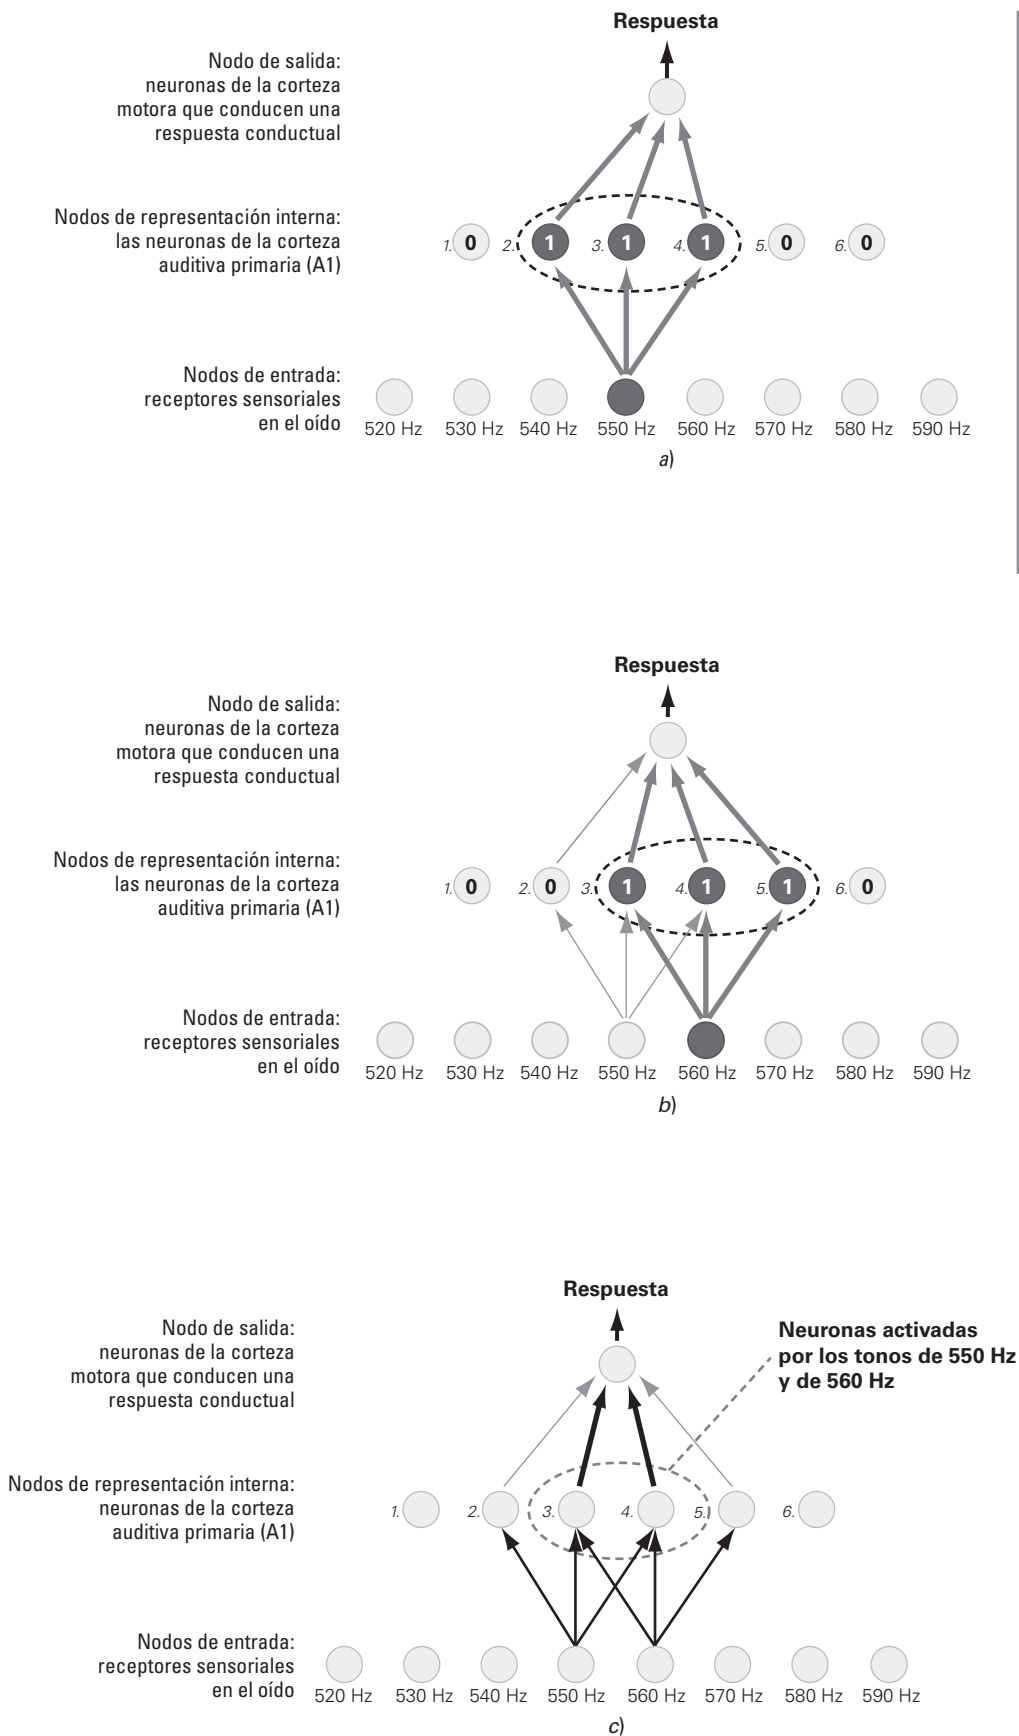 Respuesta
Nodo de salida:
neuronas de la corteza
motora que conducen una
respuesta conductual
Nodos de representación interna:
las neuronas de la corteza
auditiva primaria (A1)
1. 0 2. 1 3. 1 4. 1 5. 0 6. 0
Nodos de entrada:
receptores sensoriales
en el oído
520 Hz 530 Hz 540 Hz 550 Hz 560 Hz 570 Hz 580 Hz 590 Hz
a)
Respuesta
Nodo de salida:
neuronas de la corteza
motora que conducen una
respuesta conductual
Nodos de representación interna:
las neuronas de la corteza
auditiva primaria (A1)
1. 0 2. 0 3. 1 4. 1 5. 1 6. 0
Nodos de entrada:
receptores sensoriales
en el oído
520 Hz 530 Hz 540 Hz 550 Hz 560 Hz 570 Hz 580 Hz 590 Hz
b)
Respuesta
Nodo de salida:
neuronas de la corteza
motora que conducen una
respuesta conductual
Neuronas activadas
por los tonos de 550 Hz
y de 560 Hz
Nodos de representación interna:
neuronas de la corteza
auditiva primaria (A1)
1. 2. 3. 4. 5. 6.
Nodos de entrada:
receptores sensoriales
en el oído
520 Hz 530 Hz 540 Hz 550 Hz 560 Hz 570 Hz 580 Hz 590 Hz
c)